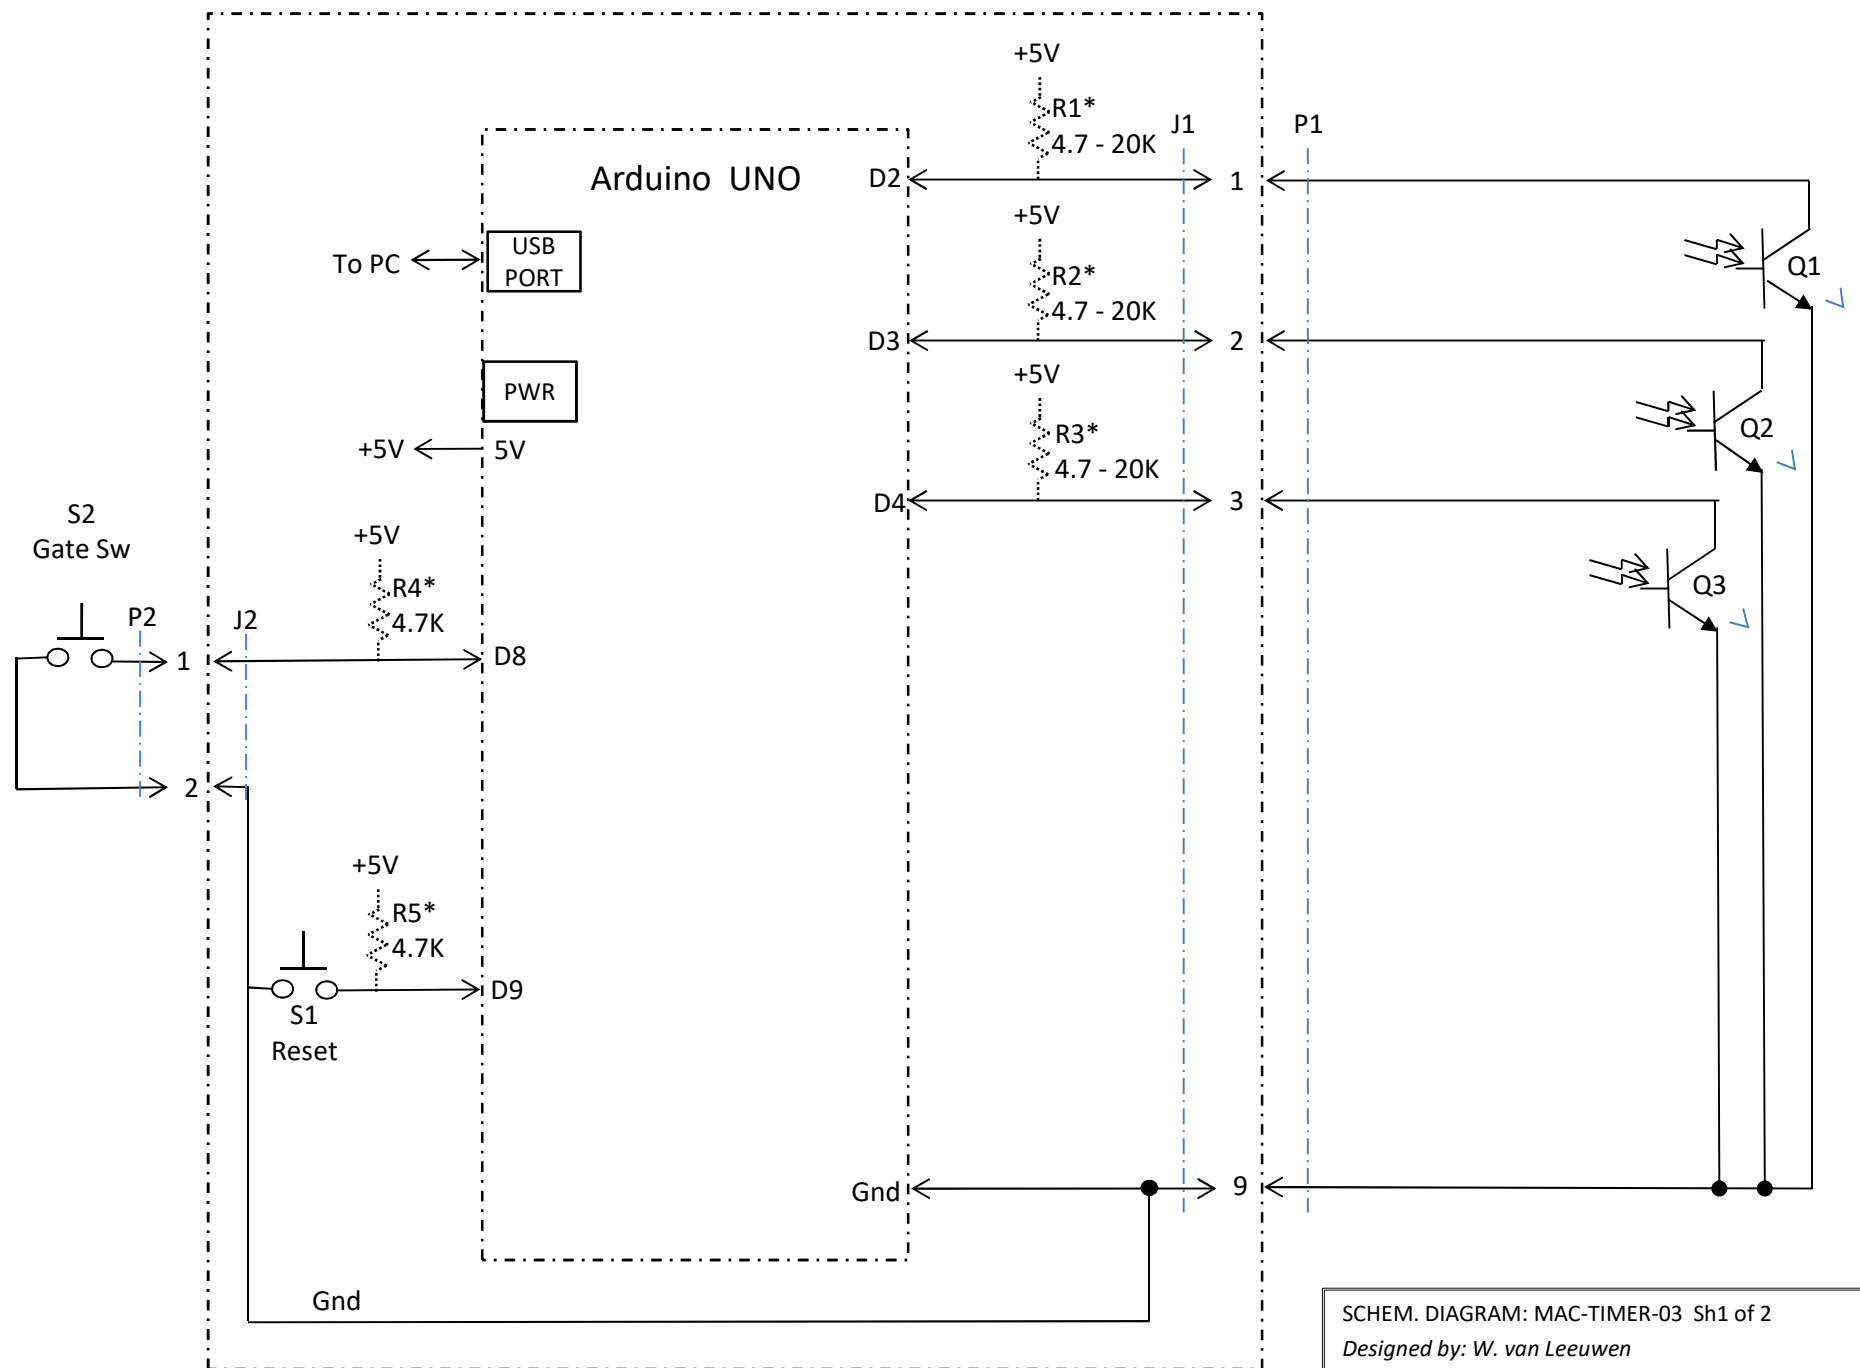 +5V
R1*
4.7 - 20K
J1
P1
Arduino UNO
D2
1
+5V
USB
PORT
To PC
R2*
4.7 - 20K
Q1
D3
2
+5V
PWR
R3*
4.7 - 20K
Q2
+5V
5V
D4
3
S2
Gate Sw
+5V
R4*
4.7K
Q3
P2
J2
1
D8
2
+5V
R5*
4.7K
D9
S1
Reset
Gnd
9
Gnd
SCHEM. DIAGRAM: MAC-TIMER-03 Sh1 of 2
Designed by: W. van Leeuwen